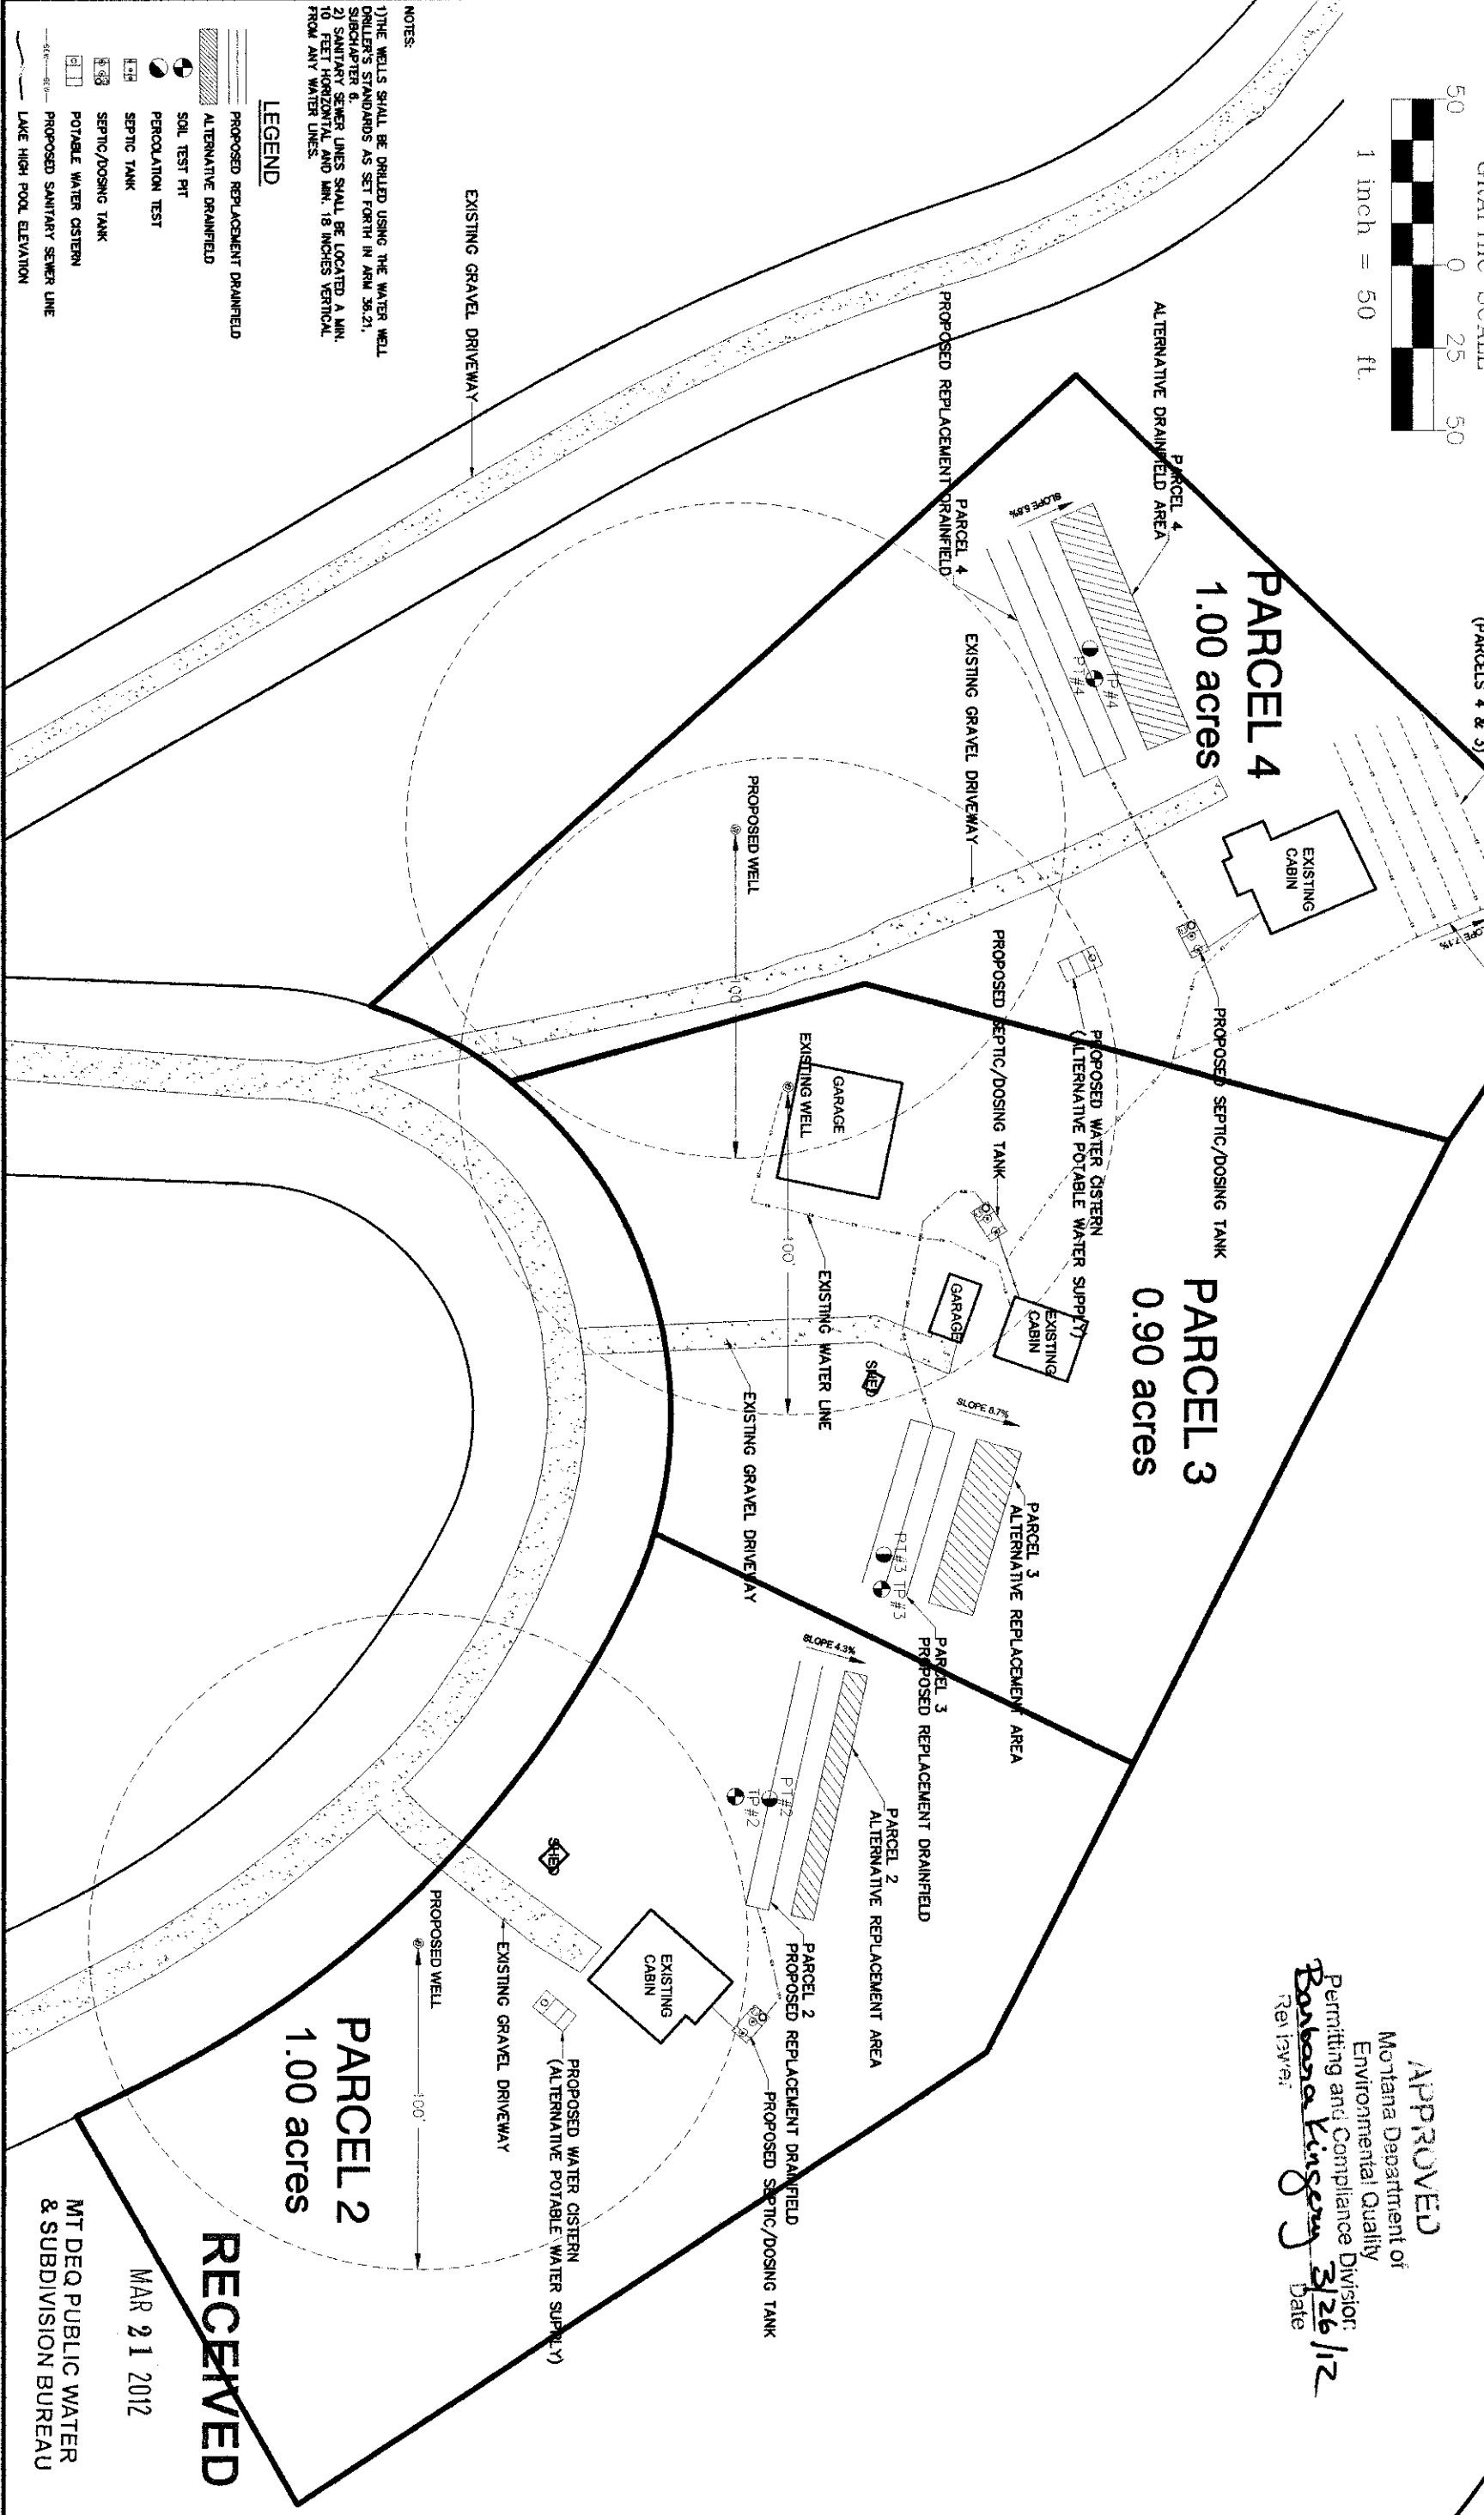 GRAPHIC SCALE
50 0 25 50
1 inch = 50 ft.
(PARCELS 4 & 3)
APPROVED
Montana Department of
Environmental Quality
Permitting and Compliance Division
Barbara Kingery 3/26/12
Reviewer Date
PARCEL 4
ALTERNATIVE DRAINFIELD AREA
PARCEL 4
1.00 acres
EXISTING
CABIN
SLOPE 7.1%
SLOPE 6.8%
TP#4
PT#4
PARCEL 4
PROPOSED REPLACEMENT DRAINFIELD
EXISTING GRAVEL DRIVEWAY
PROPOSED SEPTIC/DOSING TANK
PROPOSED WATER CISTERN
(ALTERNATIVE POTABLE WATER SUPPLY)
PROPOSED SEPTIC/DOSING TANK
PROPOSED WELL
100'
PARCEL 3
0.90 acres
EXISTING
CABIN
GARAGE
GARAGE
EXISTING WELL
100'
EXISTING WATER LINE
SHED
EXISTING GRAVEL DRIVEWAY
SLOPE 8.7%
PARCEL 3
ALTERNATIVE REPLACEMENT AREA
PT#3 TP#3
PARCEL 3
PROPOSED REPLACEMENT DRAINFIELD
SLOPE 4.3%
PARCEL 2
ALTERNATIVE REPLACEMENT AREA
PT#2
TP#2
PARCEL 2
PROPOSED REPLACEMENT DRAINFIELD
PROPOSED SEPTIC/DOSING TANK
EXISTING
CABIN
SHED
PROPOSED WATER CISTERN
(ALTERNATIVE POTABLE WATER SUPPLY)
EXISTING GRAVEL DRIVEWAY
PROPOSED WELL
100'
PARCEL 2
1.00 acres
EXISTING GRAVEL DRIVEWAY
NOTES:
1)THE WELLS SHALL BE DRILLED USING THE WATER WELL
DRILLER'S STANDARDS AS SET FORTH IN ARM 36.21,
SUBCHAPTER 6.
2) SANITARY SEWER LINES SHALL BE LOCATED A MIN.
10 FEET HORIZONTAL AND MIN. 18 INCHES VERTICAL
FROM ANY WATER LINES.
LEGEND
PROPOSED REPLACEMENT DRAINFIELD
ALTERNATIVE DRAINFIELD
SOIL TEST PIT
PERCOLATION TEST
SEPTIC TANK
SEPTIC/DOSING TANK
POTABLE WATER CISTERN
PROPOSED SANITARY SEWER LINE
LAKE HIGH POOL ELEVATION
RECEIVED
MAR 21 2012
MT DEQ PUBLIC WATER
& SUBDIVISION BUREAU